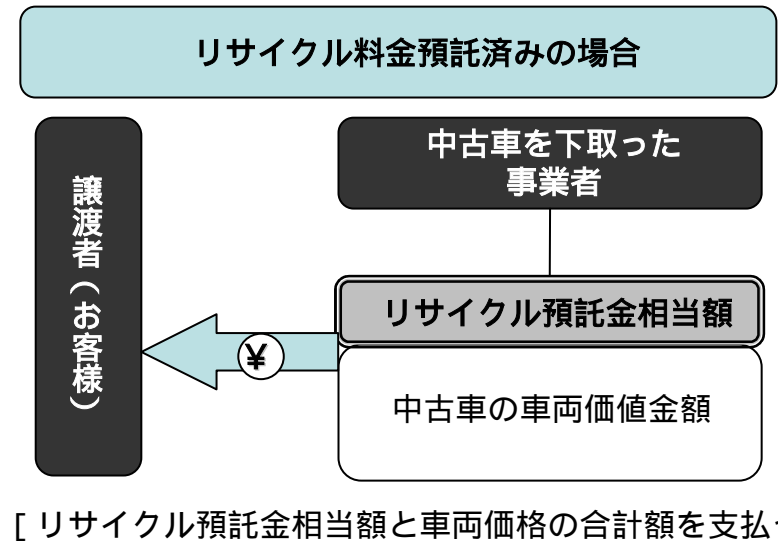 リサイクル料金預託済みの場合
譲渡者(お客様)
中古車を下取った
事業者
リサイクル預託金相当額
¥
中古車の車両価値金額
[ リサイクル預託金相当額と車両価格の合計額を支払